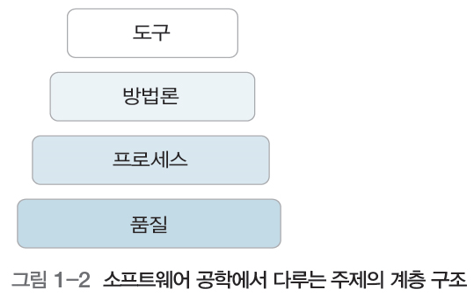 도구
방법론
프로세스
품질
그림 1-2 소프트웨어 공학에서 다루는 주제의 계층 구조